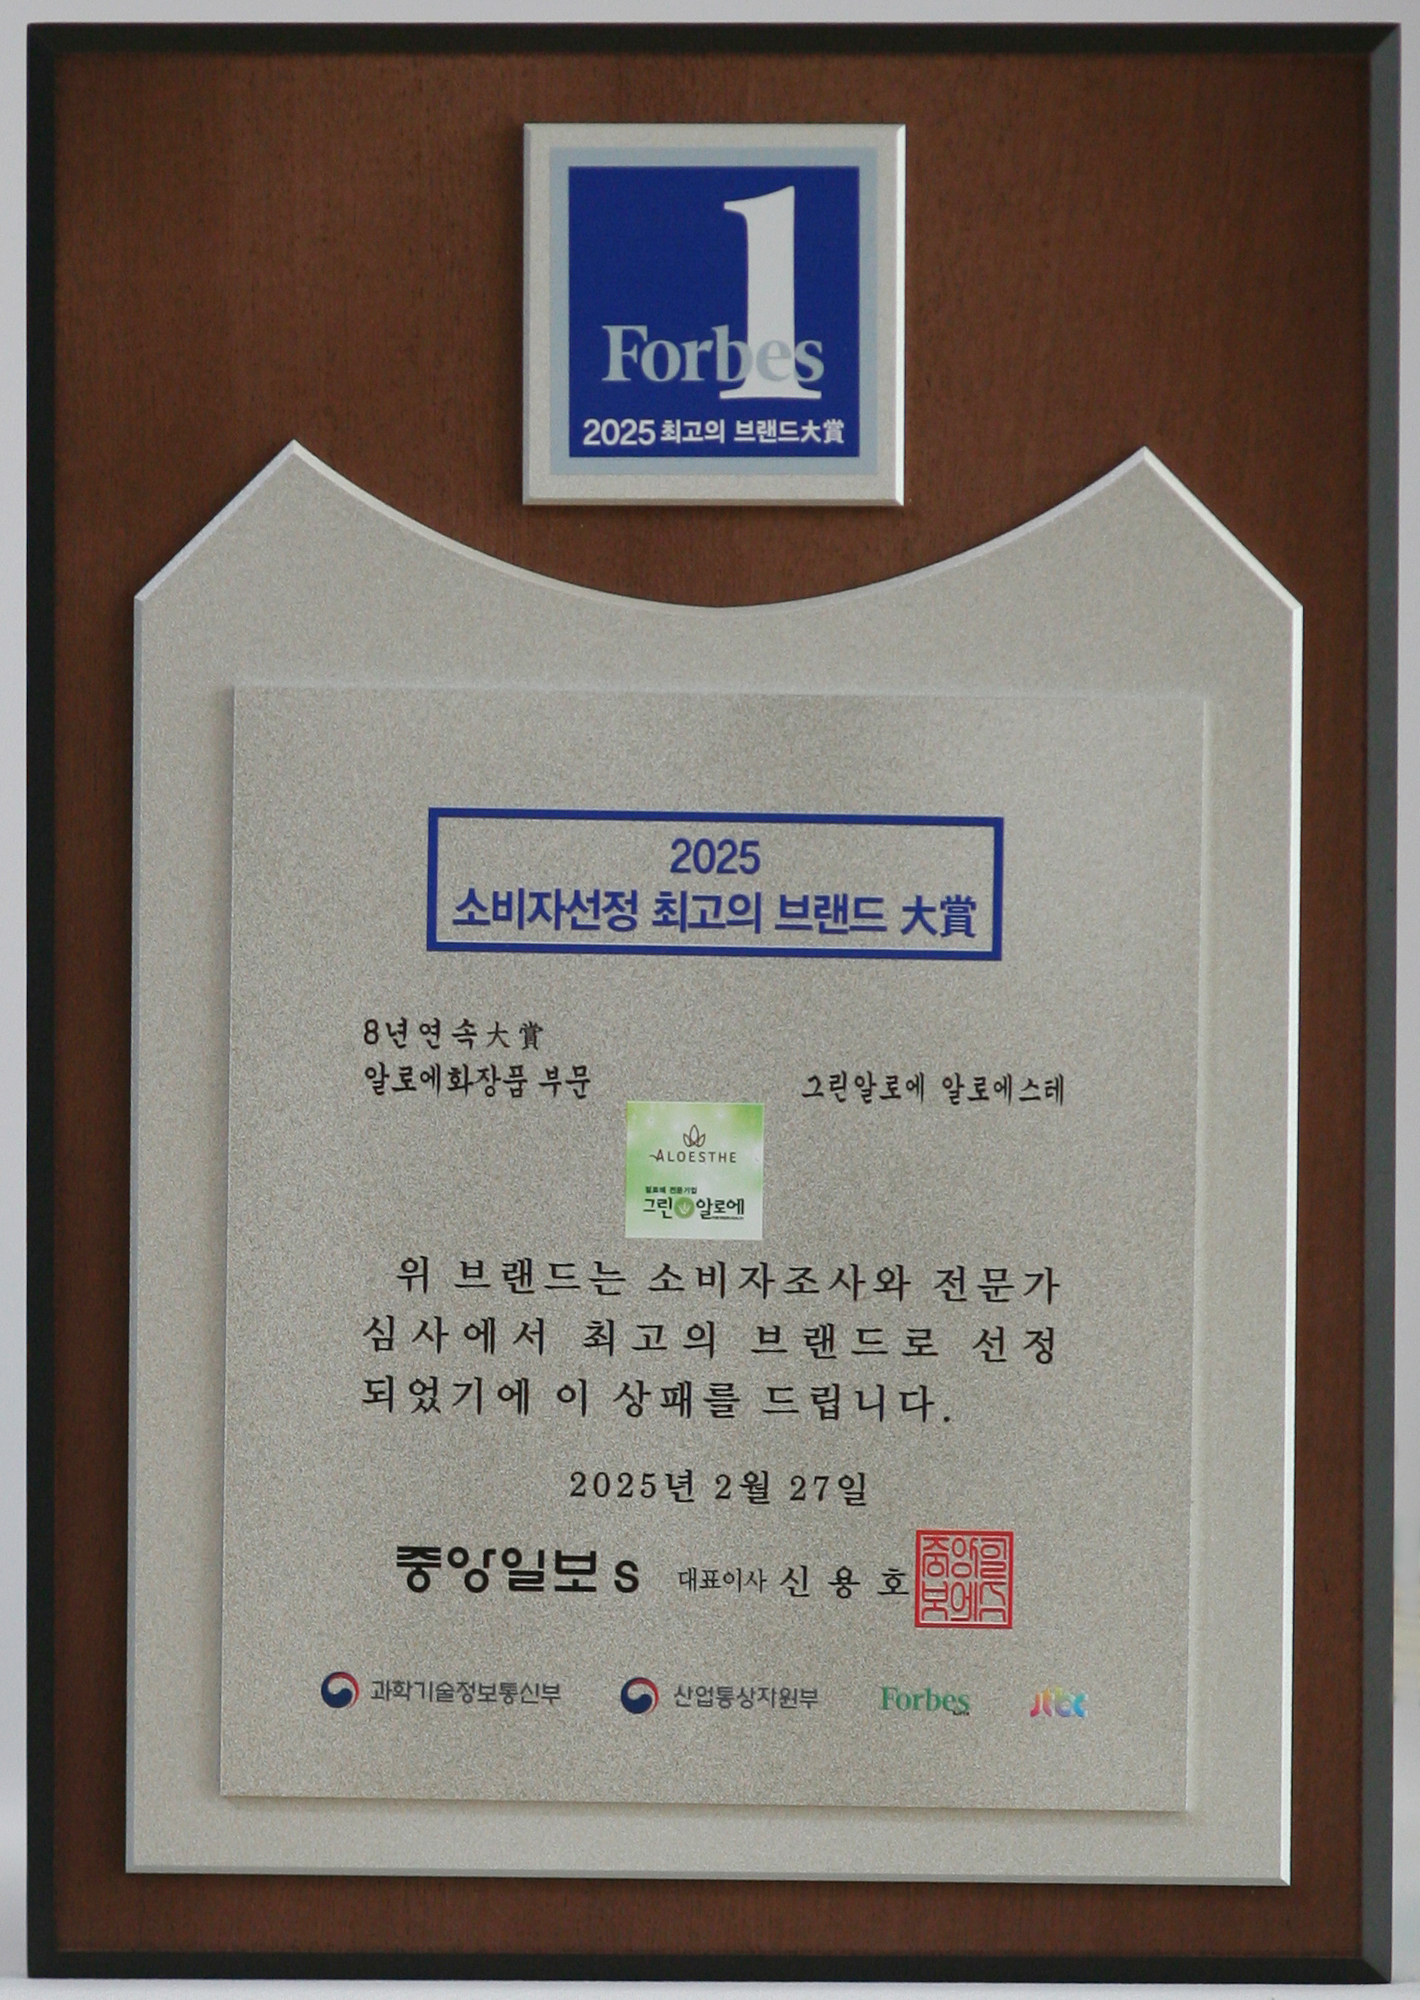 1
Forbes
2025 최고의 브랜드大賞
2025
소비자선정 최고의 브랜드 大賞
8년연속大賞
알로에화장품 부문
그린알로에 알로에스테
ALOESTHE
알로에 전문기업
그린알로에
위 브랜드는 소비자조사와 전문가
심사에서 최고의 브랜드로 선정
되었기에 이 상패를 드립니다.
2025년 2월 27일
중앙일보 s 대표이사 신용호
중앙일
보에스
과학기술정보통신부 산업통상자원부 Forbes jtbc